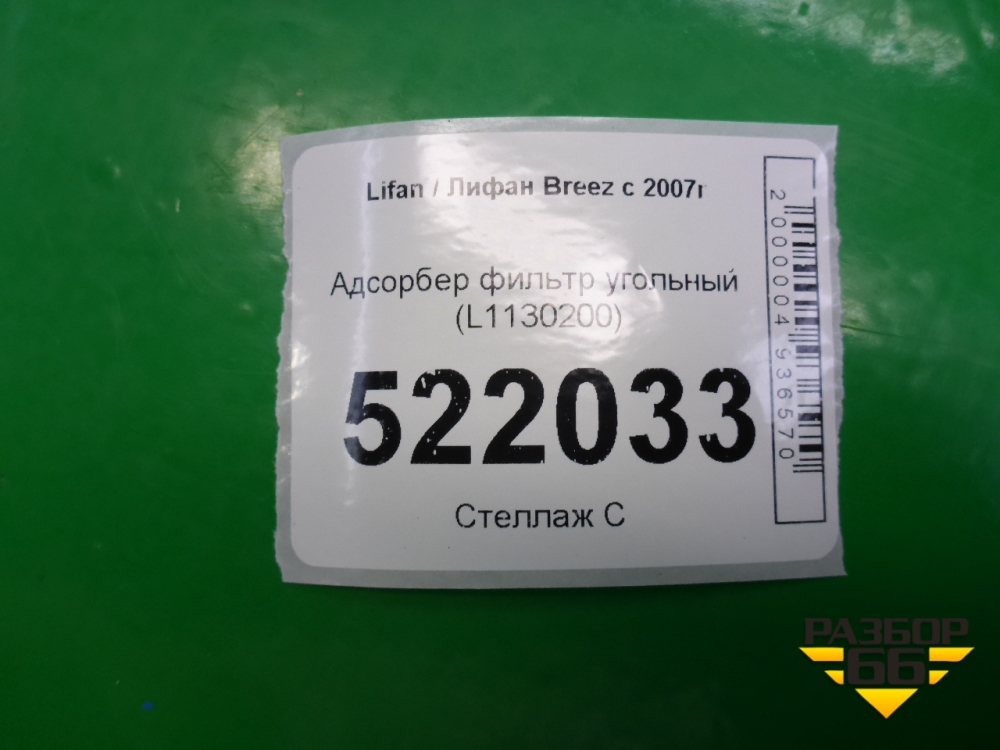 Lifan / Лифан Breez с 2007г
Адсорбер фильтр угольный
(L1130200)
522033
Стеллаж С
2000004936570
РАЗБОР
66